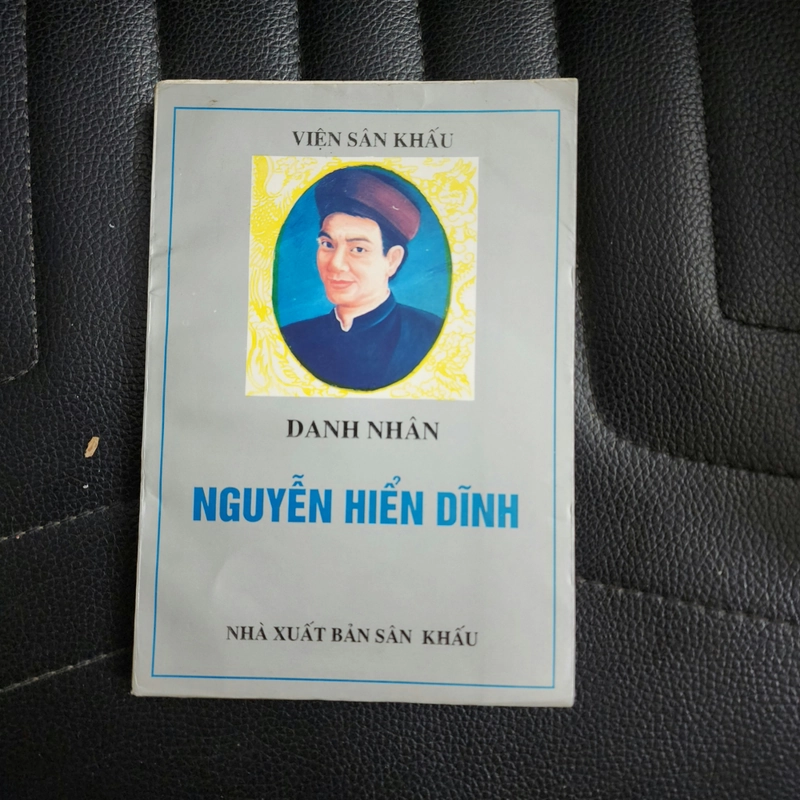 VIỆN SÂN KHẤU
DANH NHÂN
NGUYỄN HIỂN DĨNH
NHÀ XUẤT BẢN SÂN KHẤU